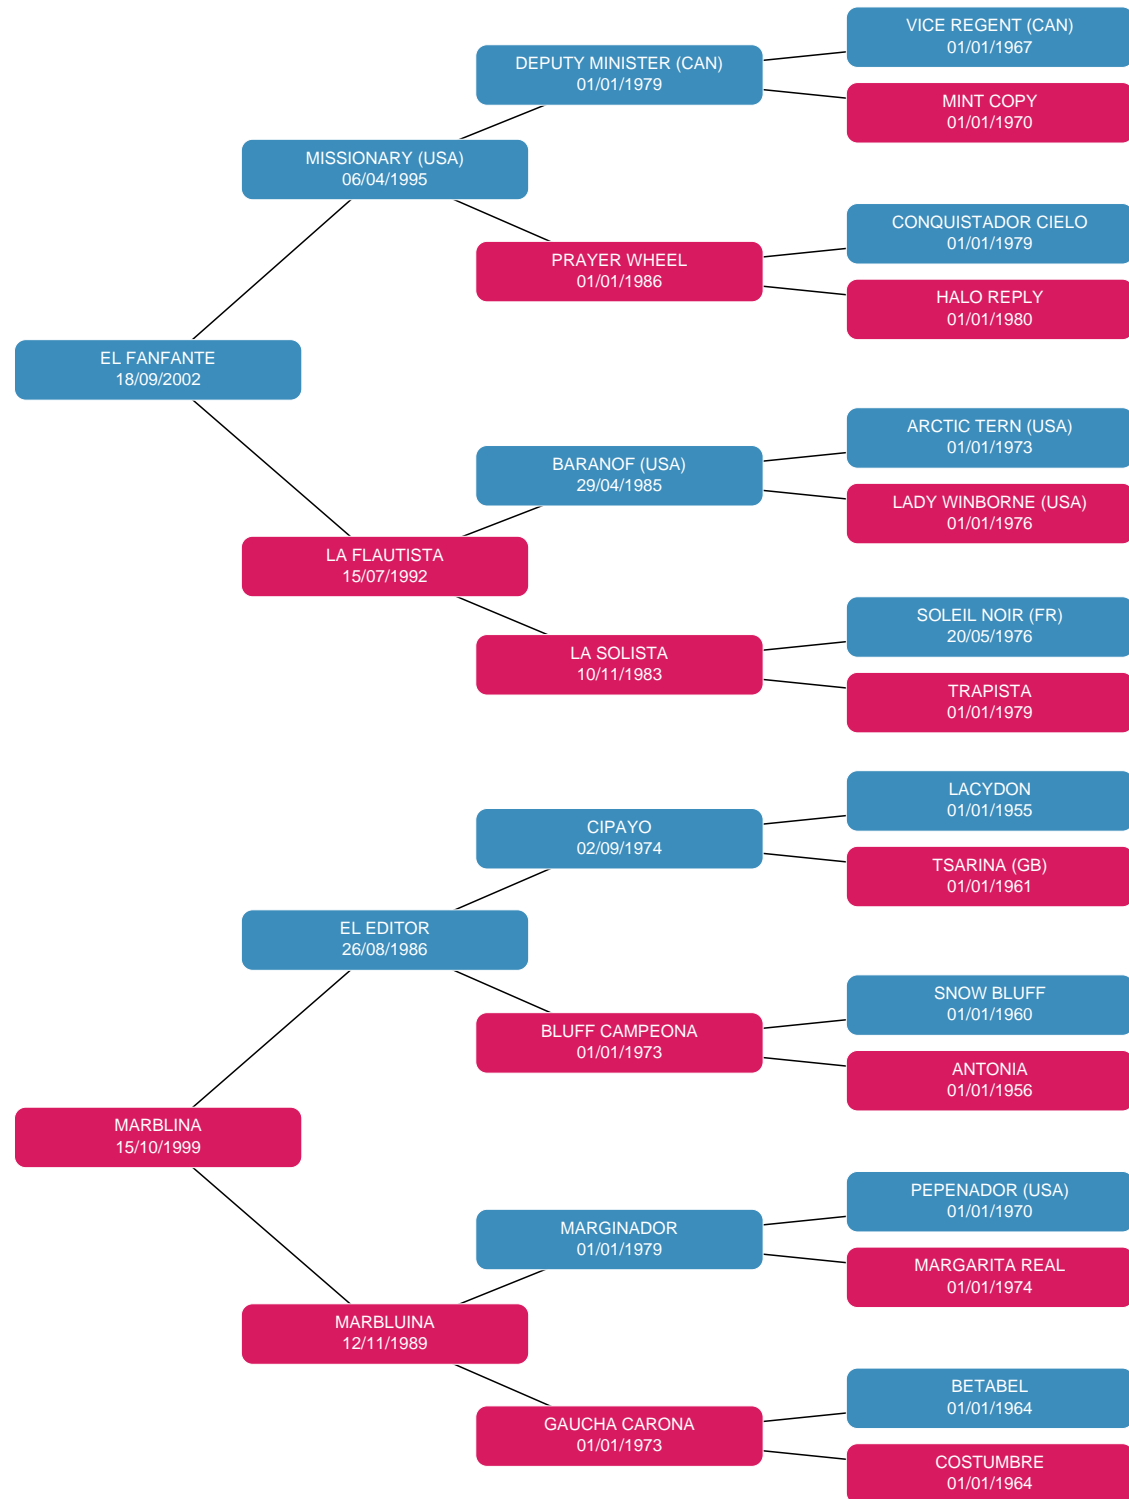 VICE REGENT (CAN)
01/01/1967
DEPUTY MINISTER (CAN)
01/01/1979
MINT COPY
01/01/1970
MISSIONARY (USA)
06/04/1995
CONQUISTADOR CIELO
01/01/1979
PRAYER WHEEL
01/01/1986
HALO REPLY
01/01/1980
EL FANFANTE
18/09/2002
ARCTIC TERN (USA)
01/01/1973
BARANOF (USA)
29/04/1985
LADY WINBORNE (USA)
01/01/1976
LA FLAUTISTA
15/07/1992
SOLEIL NOIR (FR)
20/05/1976
LA SOLISTA
10/11/1983
TRAPISTA
01/01/1979
LACYDON
01/01/1955
CIPAYO
02/09/1974
TSARINA (GB)
01/01/1961
EL EDITOR
26/08/1986
SNOW BLUFF
01/01/1960
BLUFF CAMPEONA
01/01/1973
ANTONIA
01/01/1956
MARBLINA
15/10/1999
PEPENADOR (USA)
01/01/1970
MARGINADOR
01/01/1979
MARGARITA REAL
01/01/1974
MARBLUINA
12/11/1989
BETABEL
01/01/1964
GAUCHA CARONA
01/01/1973
COSTUMBRE
01/01/1964